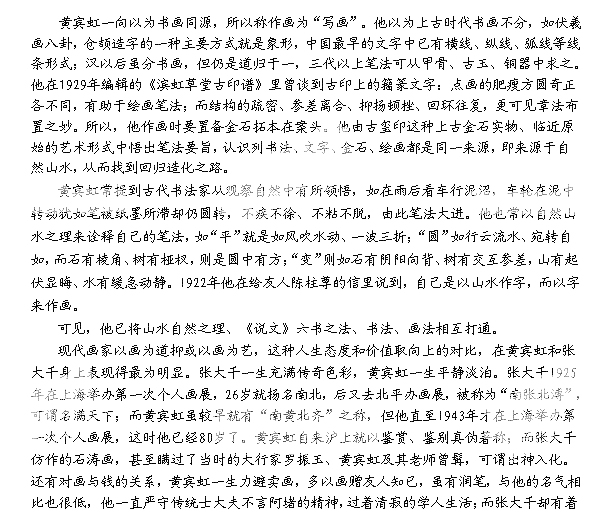 黄宾虹一向以为书画同源，所以称作画为“写画”。他以为上古时代书画不分，如伏羲
画八卦，仓颉造字的一种主要方式就是象形，中国最早的文字中已有横线、纵线、弧线等线
条形式；汉以后虽分书画，但仍是道归于一，三代以上笔法可从甲骨、古玉、铜器中求之。
他在1929年编辑的《滨虹草堂古印谱》里曾谈到古印上的籀篆文字：点画的肥瘦方圆奇正
各不同，有助于绘画笔法；而结构的疏密、参差离合、抑扬顿挫、回环往复，更可见章法布
置之妙。所以，他作画时要置备金石拓本在案头。他由古玺印这种上古金石实物、临近原
始的艺术形式中悟出笔法要旨，认识列书法、文字、金石、绘画都是同一来源，即来源于自
然山水，从而找到回归造化之路。
黄宾虹常提到古代书法家从观察自然中有所领悟，如在雨后看车行泥沼，车轮在泥中
转动犹如笔被纸墨所滞却仍圆转，不疾不徐、不粘不脱，由此笔法大进。他也常以自然山
水之理来诠释自己的笔法，如“平”就是如风吹水动、一波三折；“圆”如行云流水、宛转自
如，而石有棱角、树有桠杈，则是圆中有方；“变”则如石有阴阳向背、树有交互参差，山有起
伏显晦、水有缓急动静。1922年他在给友人陈柱尊的信里说到，自己是以山水作字，而以字
来作画。
可见，他已将山水自然之理、《说文》六书之法、书法、画法相互打通。
现代画家以画为道抑或以画为艺，这种人生态度和价值取向上的对比，在黄宾虹和张
大千身上表现得最为明显。张大千一生充满传奇色彩，黄宾虹一生平静淡泊。张大千1925
年在上海举办第一次个人画展，26岁就扬名南北，后又去北平办画展，被称为“南张北溥”，
可谓名满天下；而黄宾虹虽较早就有“南黄北齐”之称，但他直至1943年才在上海举办第
一次个人画展，这时他已经80岁了。黄宾虹自来沪上就以鉴赏、鉴别真伪著称；而张大千
仿作的石涛画，甚至瞒过了当时的大行家罗振玉、黄宾虹及其老师曾髯，可谓出神入化。
还有对画与钱的关系，黄宾虹一生力避卖画，多以画赠友人知己，虽有润笔，与他的名气相
比也很低，他一直严守传统士大夫不言阿堵的精神，过着清寂的学人生活；而张大千却有着